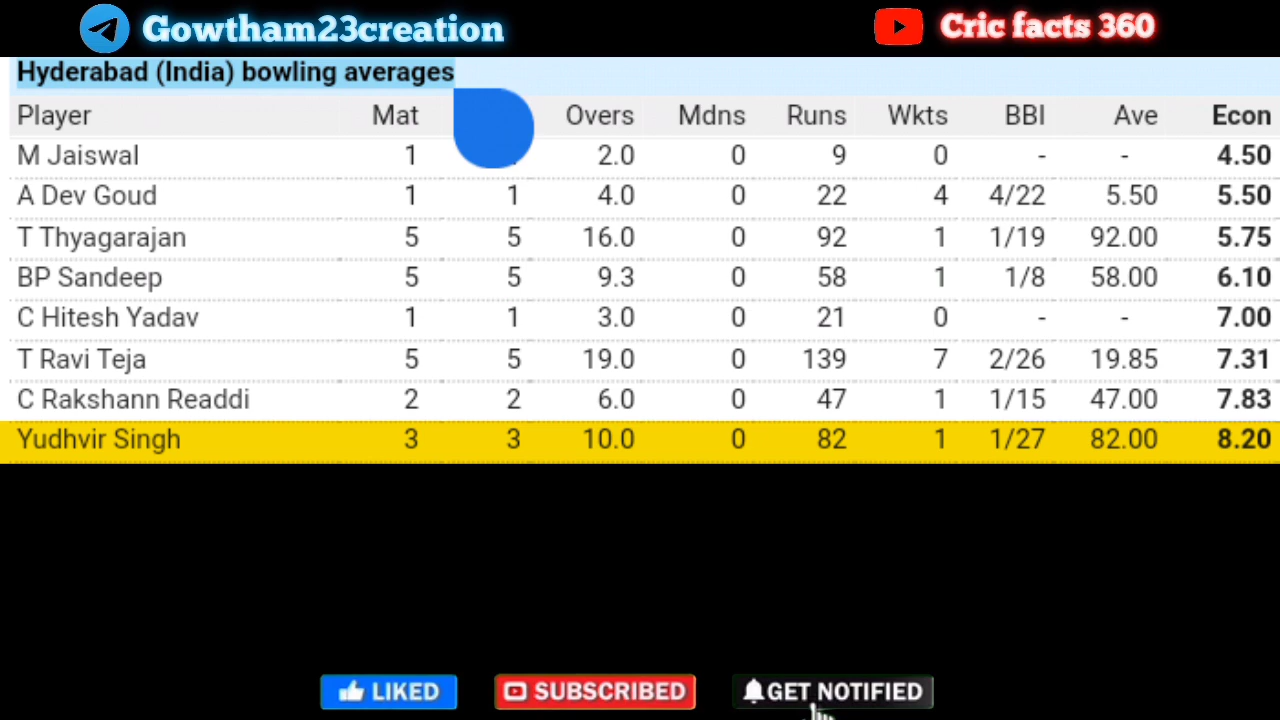 Gowtham23creation Cric facts 360
Hyderabad (India) bowling averages
Player Mat Overs Mdns Runs Wkts BBI Ave Econ
M Jaiswal 1 2.0 0 9 0 - - 4.50
A Dev Goud 1 1 4.0 0 22 4 4/22 5.50 5.50
T Thyagarajan 5 5 16.0 0 92 1 1/19 92.00 5.75
BP Sandeep 5 5 9.3 0 58 1 1/8 58.00 6.10
C Hitesh Yadav 1 1 3.0 0 21 0 - - 7.00
T Ravi Teja 5 5 19.0 0 139 7 2/26 19.85 7.31
C Rakshann Readdi 2 2 6.0 0 47 1 1/15 47.00 7.83
Yudhvir Singh 3 3 10.0 0 82 1 1/27 82.00 8.20
LIKED SUBSCRIBED GET NOTIFIED